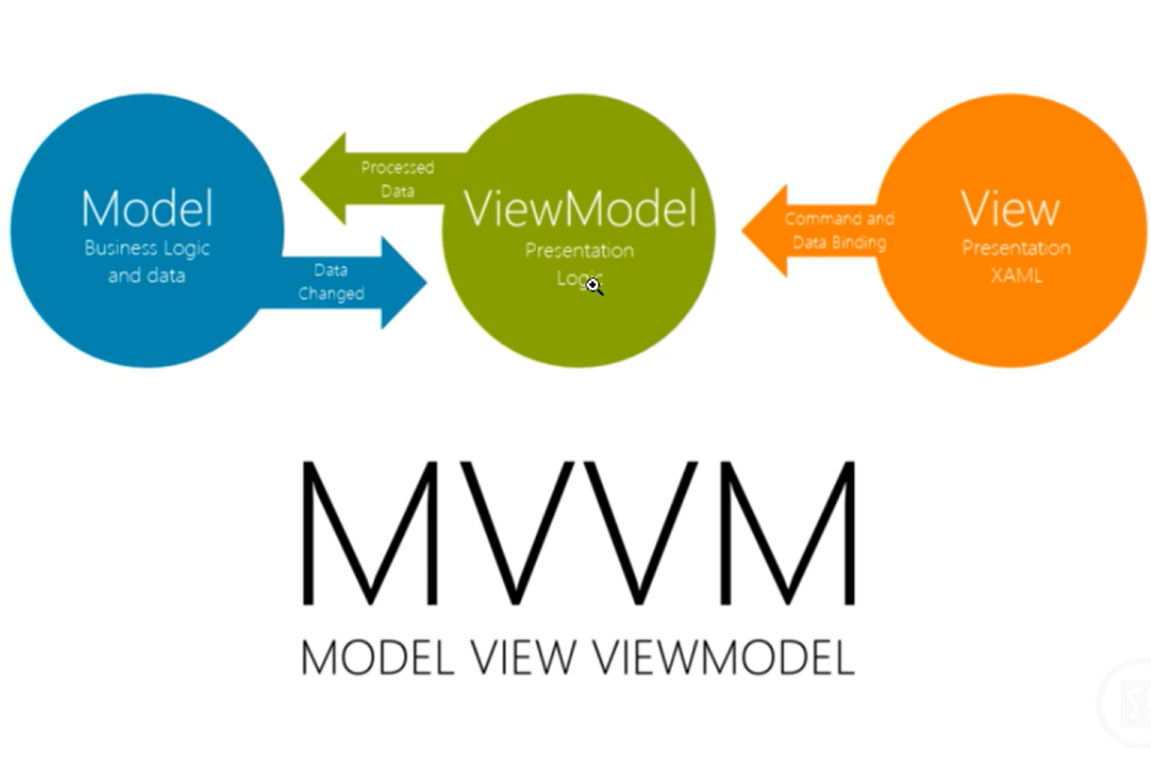 Model
Business Logic
and data
Processed
Data
Data
Changed
ViewModel
Presentation
Logic
Command and
Data Binding
View
Presentation
XAML
MVVM
MODEL VIEW VIEWMODEL